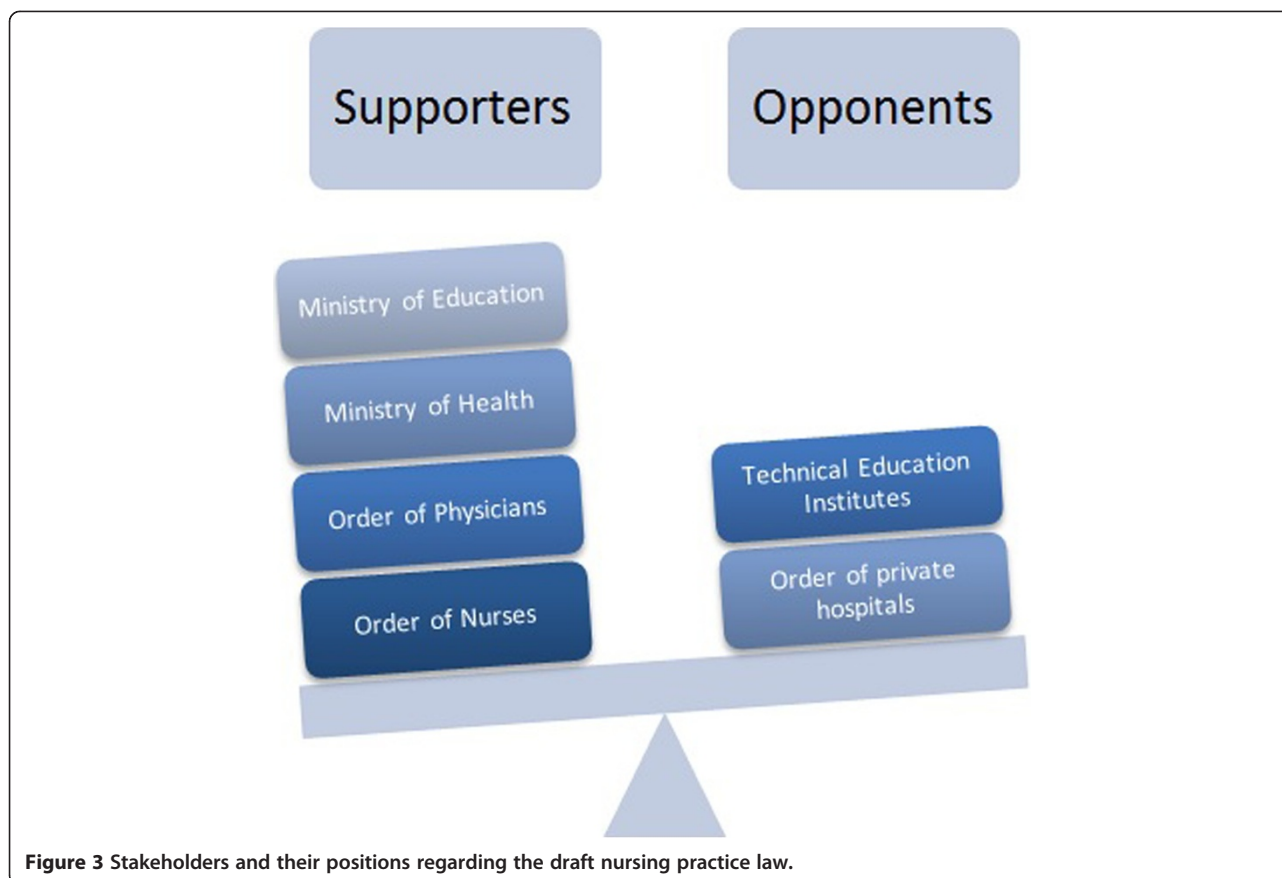 Supporters
Opponents
Ministry of Education
Ministry of Health
Order of Physicians
Order of Nurses
Technical Education
Institutes
Order of private
hospitals
Figure 3 Stakeholders and their positions regarding the draft nursing practice law.